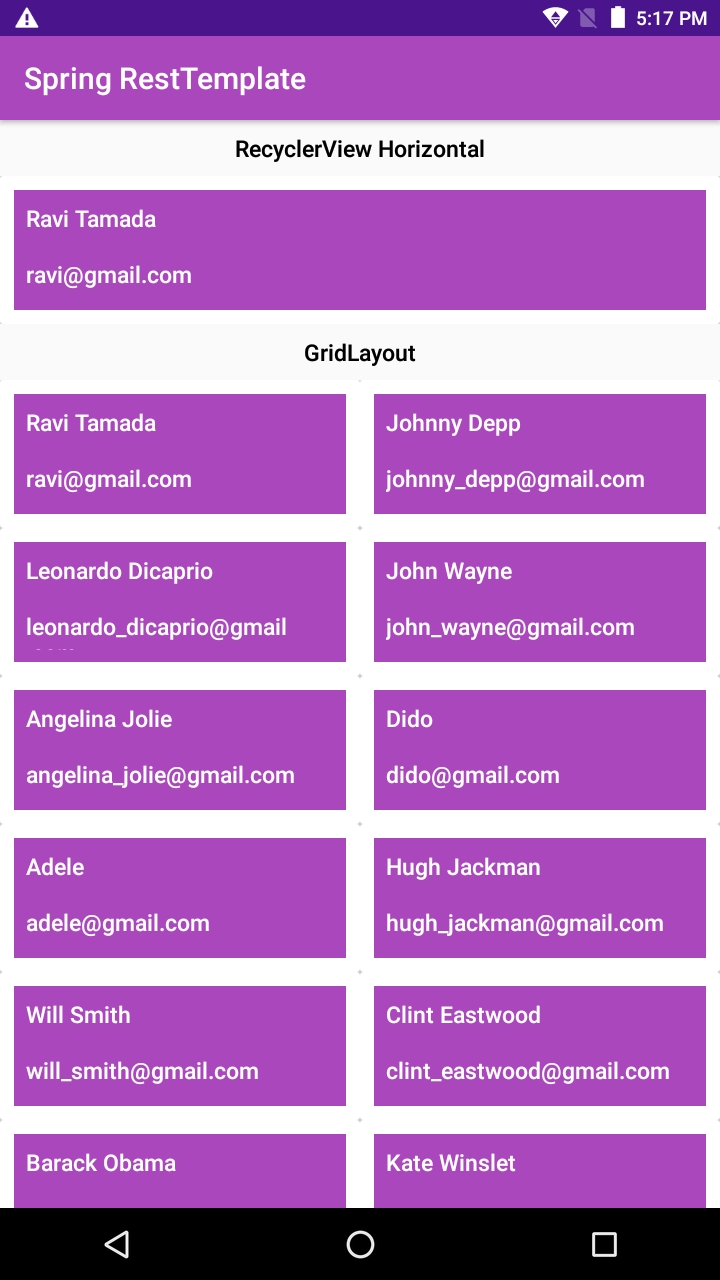 5:17 PM
Spring RestTemplate
RecyclerView Horizontal
Ravi Tamada
ravi@gmail.com
GridLayout
Ravi Tamada
ravi@gmail.com
Johnny Depp
johnny_depp@gmail.com
Leonardo Dicaprio
leonardo_dicaprio@gmail
John Wayne
john_wayne@gmail.com
Angelina Jolie
angelina_jolie@gmail.com
Dido
dido@gmail.com
Adele
adele@gmail.com
Hugh Jackman
hugh_jackman@gmail.com
Will Smith
will_smith@gmail.com
Clint Eastwood
clint_eastwood@gmail.com
Barack Obama
Kate Winslet